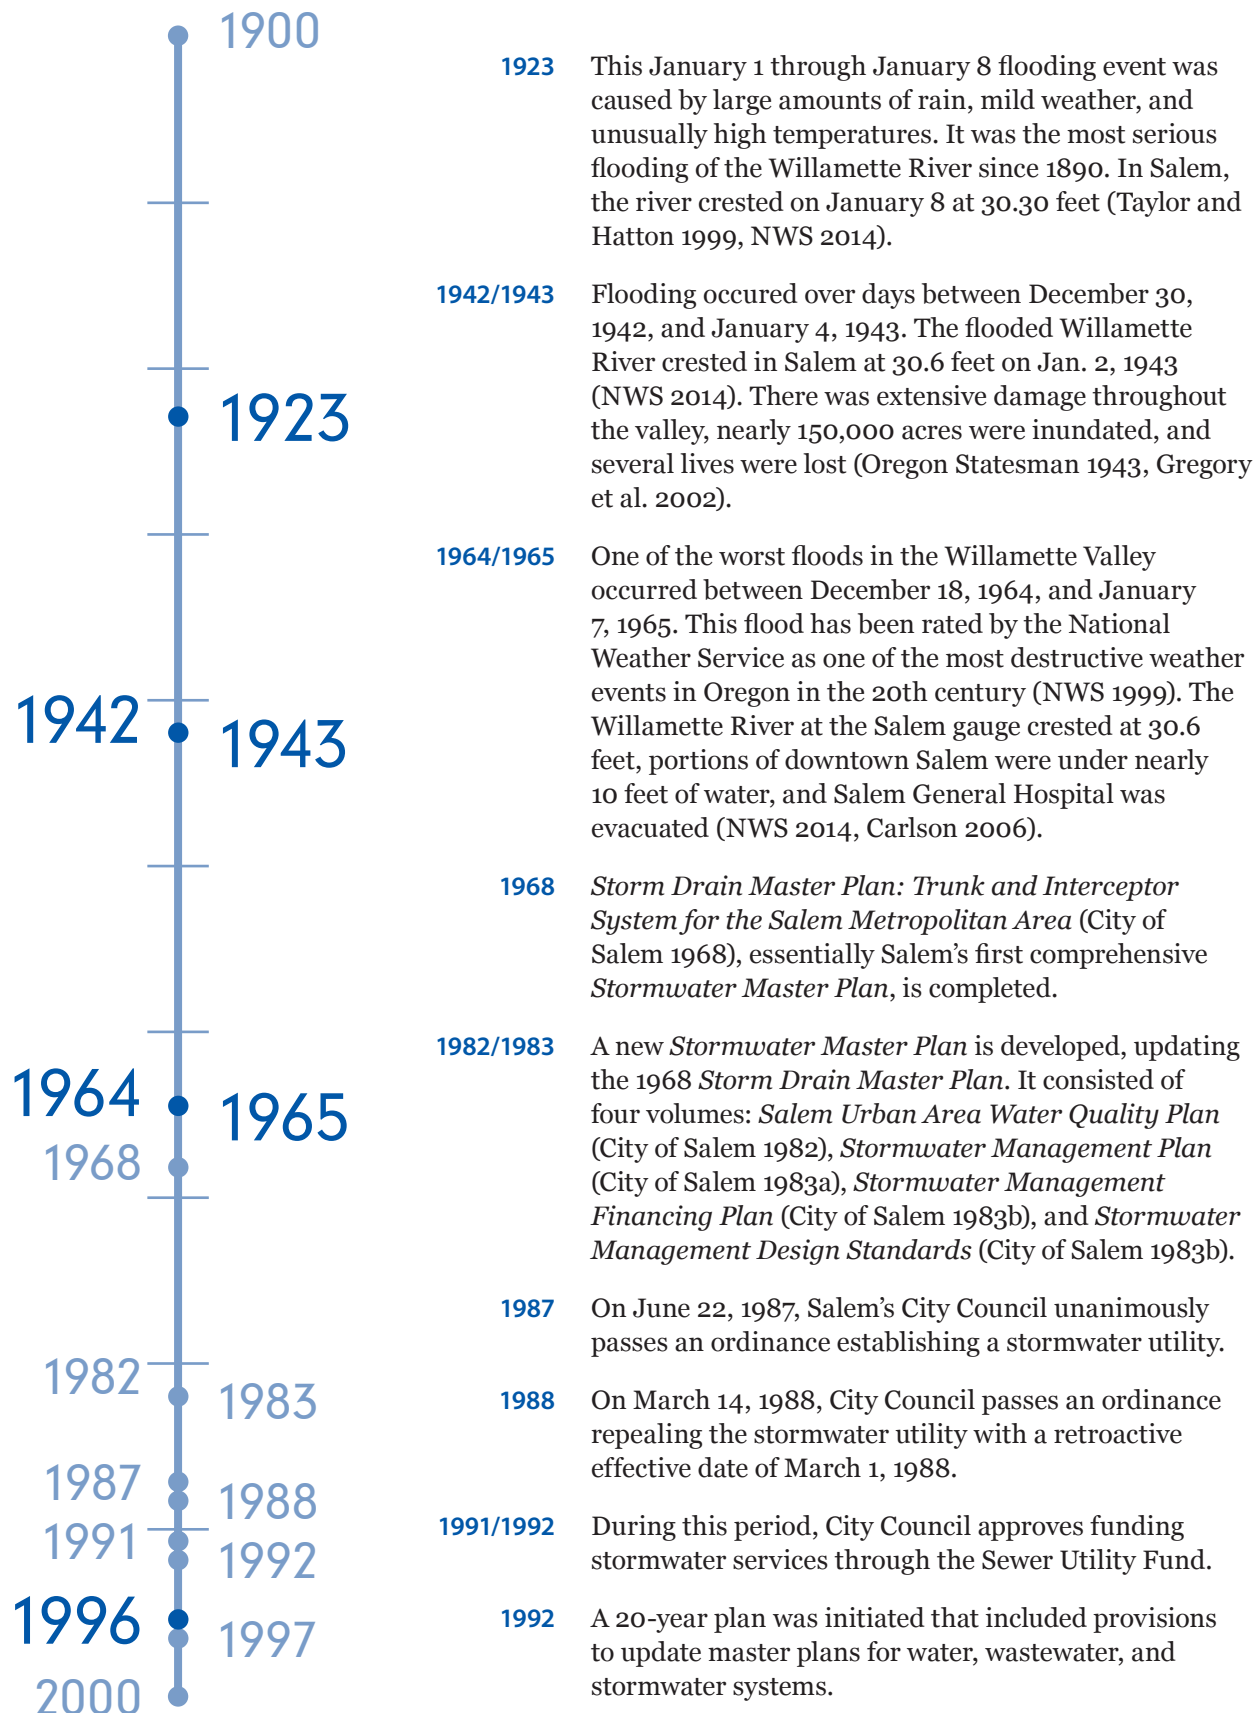 1900
1923
1942
1943
1964
1965
1968
1982
1983
1987
1988
1991
1992
1996
1997
2000
1923 This January 1 through January 8 flooding event was
caused by large amounts of rain, mild weather, and
unusually high temperatures. It was the most serious
flooding of the Willamette River since 1890. In Salem,
the river crested on January 8 at 30.30 feet (Taylor and
Hatton 1999, NWS 2014).
1942/1943 Flooding occured over days between December 30,
1942, and January 4, 1943. The flooded Willamette
River crested in Salem at 30.6 feet on Jan. 2, 1943
(NWS 2014). There was extensive damage throughout
the valley, nearly 150,000 acres were inundated, and
several lives were lost (Oregon Statesman 1943, Gregory
et al. 2002).
1964/1965 One of the worst floods in the Willamette Valley
occurred between December 18, 1964, and January
7, 1965. This flood has been rated by the National
Weather Service as one of the most destructive weather
events in Oregon in the 20th century (NWS 1999). The
Willamette River at the Salem gauge crested at 30.6
feet, portions of downtown Salem were under nearly
10 feet of water, and Salem General Hospital was
evacuated (NWS 2014, Carlson 2006).
1968 Storm Drain Master Plan: Trunk and Interceptor
System for the Salem Metropolitan Area (City of
Salem 1968), essentially Salem’s first comprehensive
Stormwater Master Plan, is completed.
1982/1983 A new Stormwater Master Plan is developed, updating
the 1968 Storm Drain Master Plan. It consisted of
four volumes: Salem Urban Area Water Quality Plan
(City of Salem 1982), Stormwater Management Plan
(City of Salem 1983a), Stormwater Management
Financing Plan (City of Salem 1983b), and Stormwater
Management Design Standards (City of Salem 1983b).
1987 On June 22, 1987, Salem’s City Council unanimously
passes an ordinance establishing a stormwater utility.
1988 On March 14, 1988, City Council passes an ordinance
repealing the stormwater utility with a retroactive
effective date of March 1, 1988.
1991/1992 During this period, City Council approves funding
stormwater services through the Sewer Utility Fund.
1992 A 20-year plan was initiated that included provisions
to update master plans for water, wastewater, and
stormwater systems.